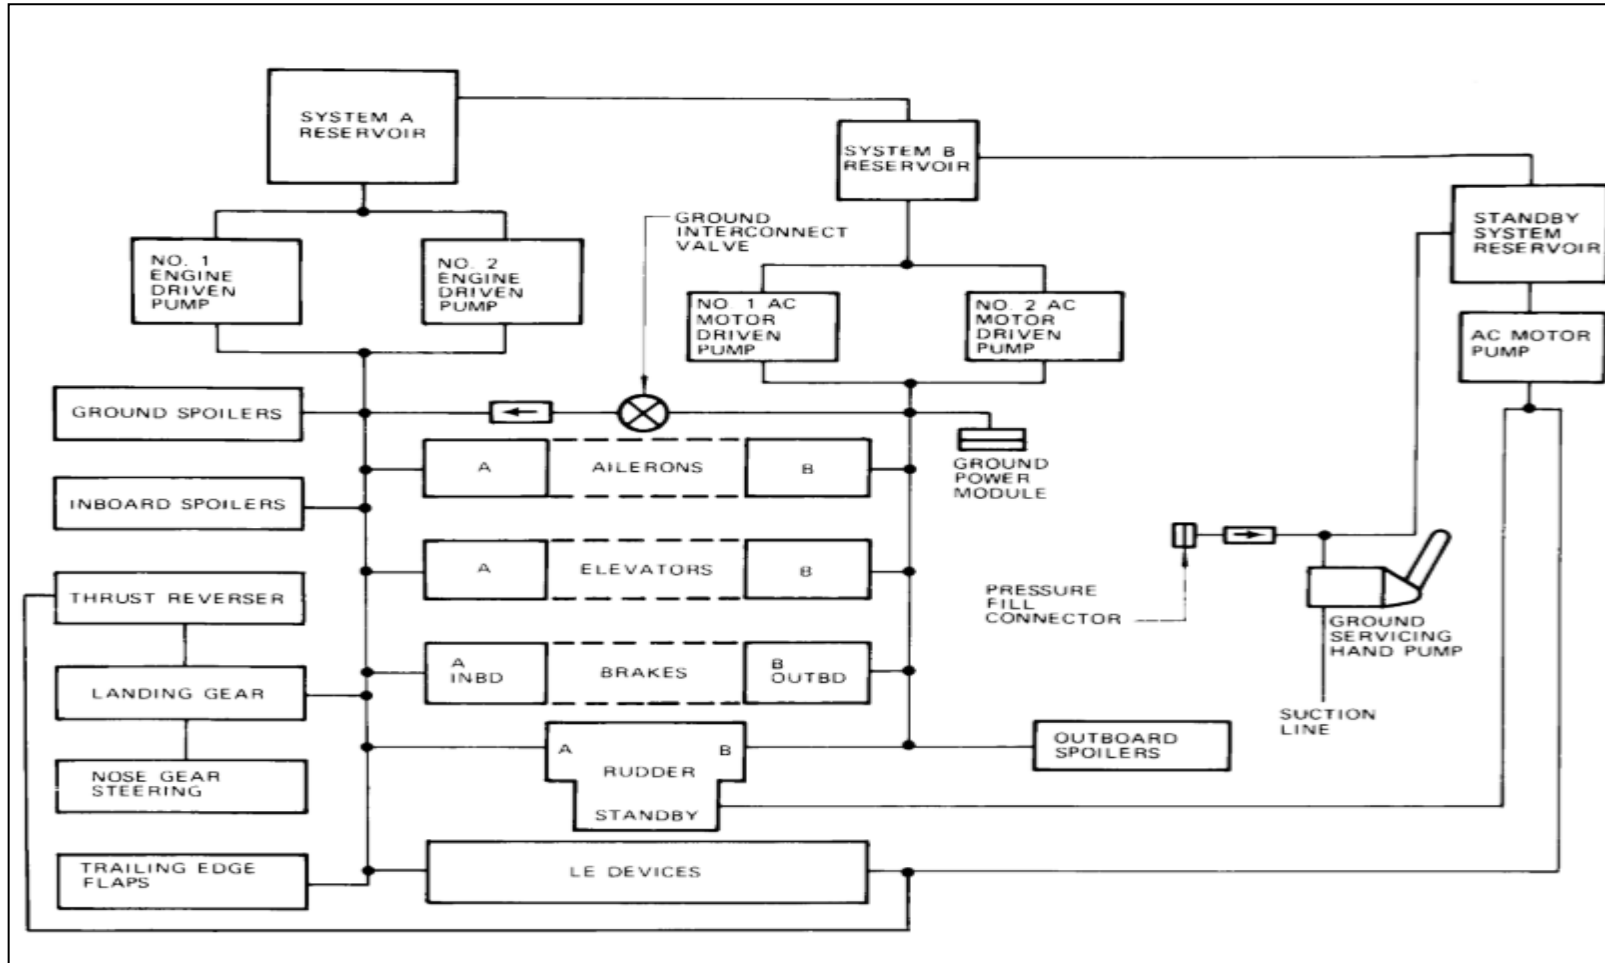 SYSTEM A
RESERVOIR
SYSTEM B
RESERVOIR
STANDBY
SYSTEM
RESERVOIR
GROUND
INTERCONNECT
VALVE
NO. 1
ENGINE
DRIVEN
PUMP
NO. 2
ENGINE
DRIVEN
PUMP
NO. 1 AC
MOTOR
DRIVEN
PUMP
NO. 2 AC
MOTOR
DRIVEN
PUMP
AC MOTOR
PUMP
GROUND SPOILERS
A
AILERONS
B
GROUND
POWER
MODULE
INBOARD SPOILERS
A
ELEVATORS
B
PRESSURE
FILL
CONNECTOR
THRUST REVERSER
GROUND
SERVICING
HAND PUMP
A
INBD
BRAKES
B
OUTBD
LANDING GEAR
SUCTION
LINE
A
B
RUDDER
STANDBY
OUTBOARD
SPOILERS
NOSE GEAR
STEERING
TRAILING EDGE
FLAPS
LE DEVICES